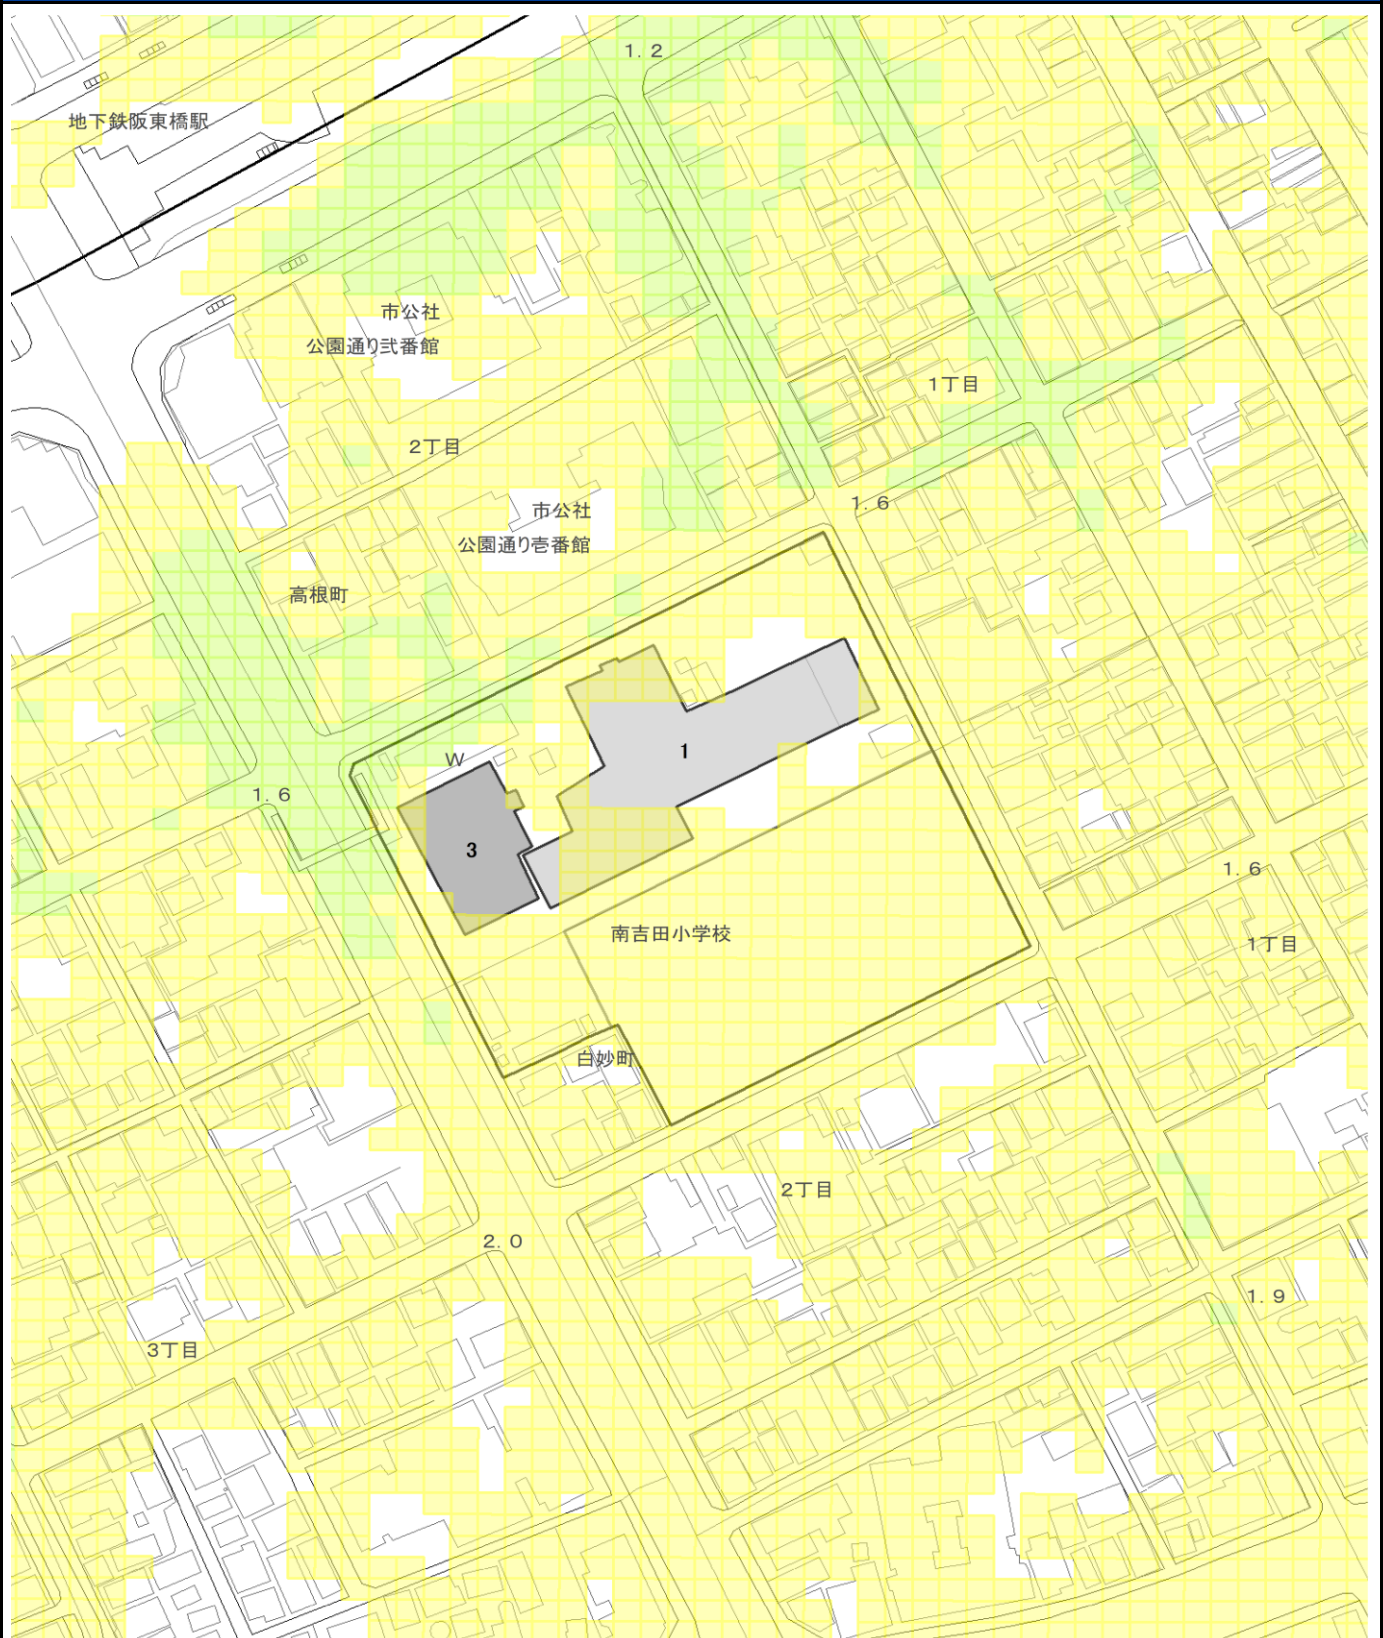 1.2
地下鉄阪東橋駅
市公社
公園通り弐番館
1丁目
2丁目
1.6
市公社
公園通り壱番館
高根町
1
W
1.6
3
1.6
南吉田小学校
1丁目
白妙町
2丁目
2.0
1.9
3丁目